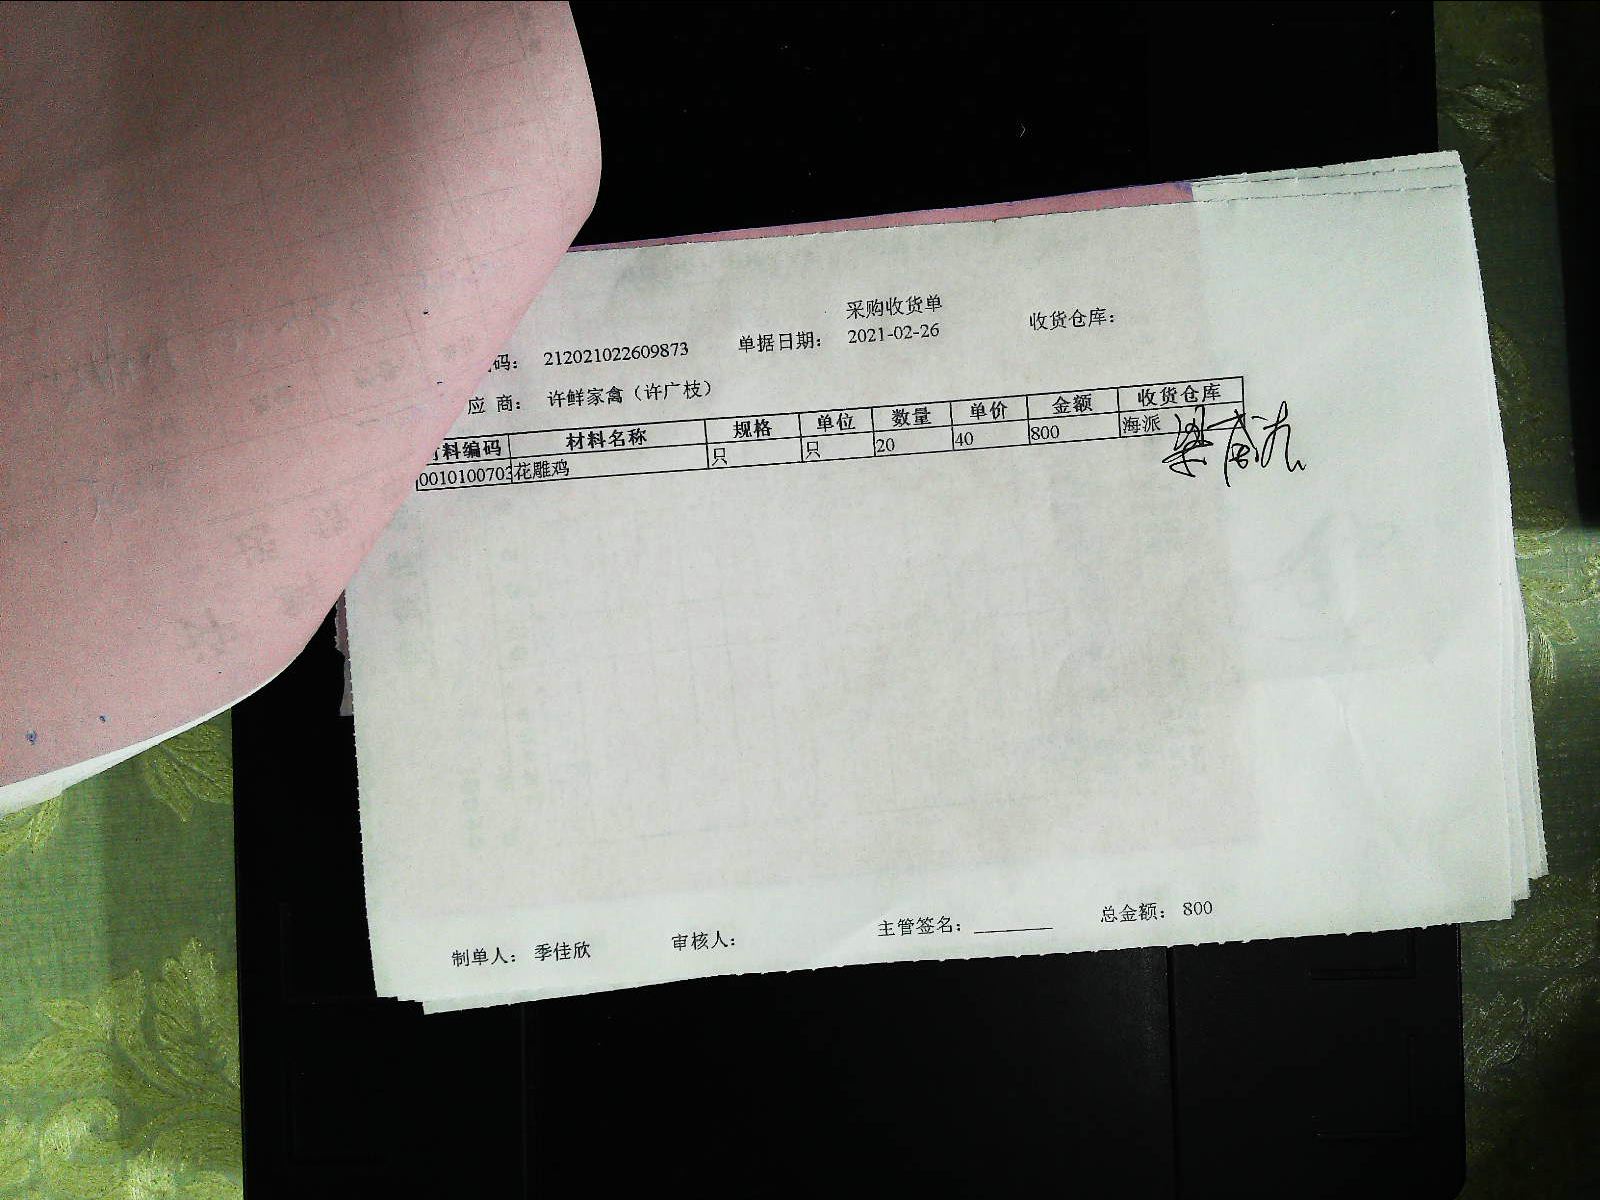 采购收货单
码： 212021022609873 单据日期： 2021-02-26 收货仓库：
应 商： 许鲜家禽（许广枝）
料编码 材料名称 规格 单位 数量 单价 金额 收货仓库
0010100703 花雕鸡 只 只 20 40 800 海派
制单人： 季佳欣 审核人： 主管签名：________ 总金额： 800